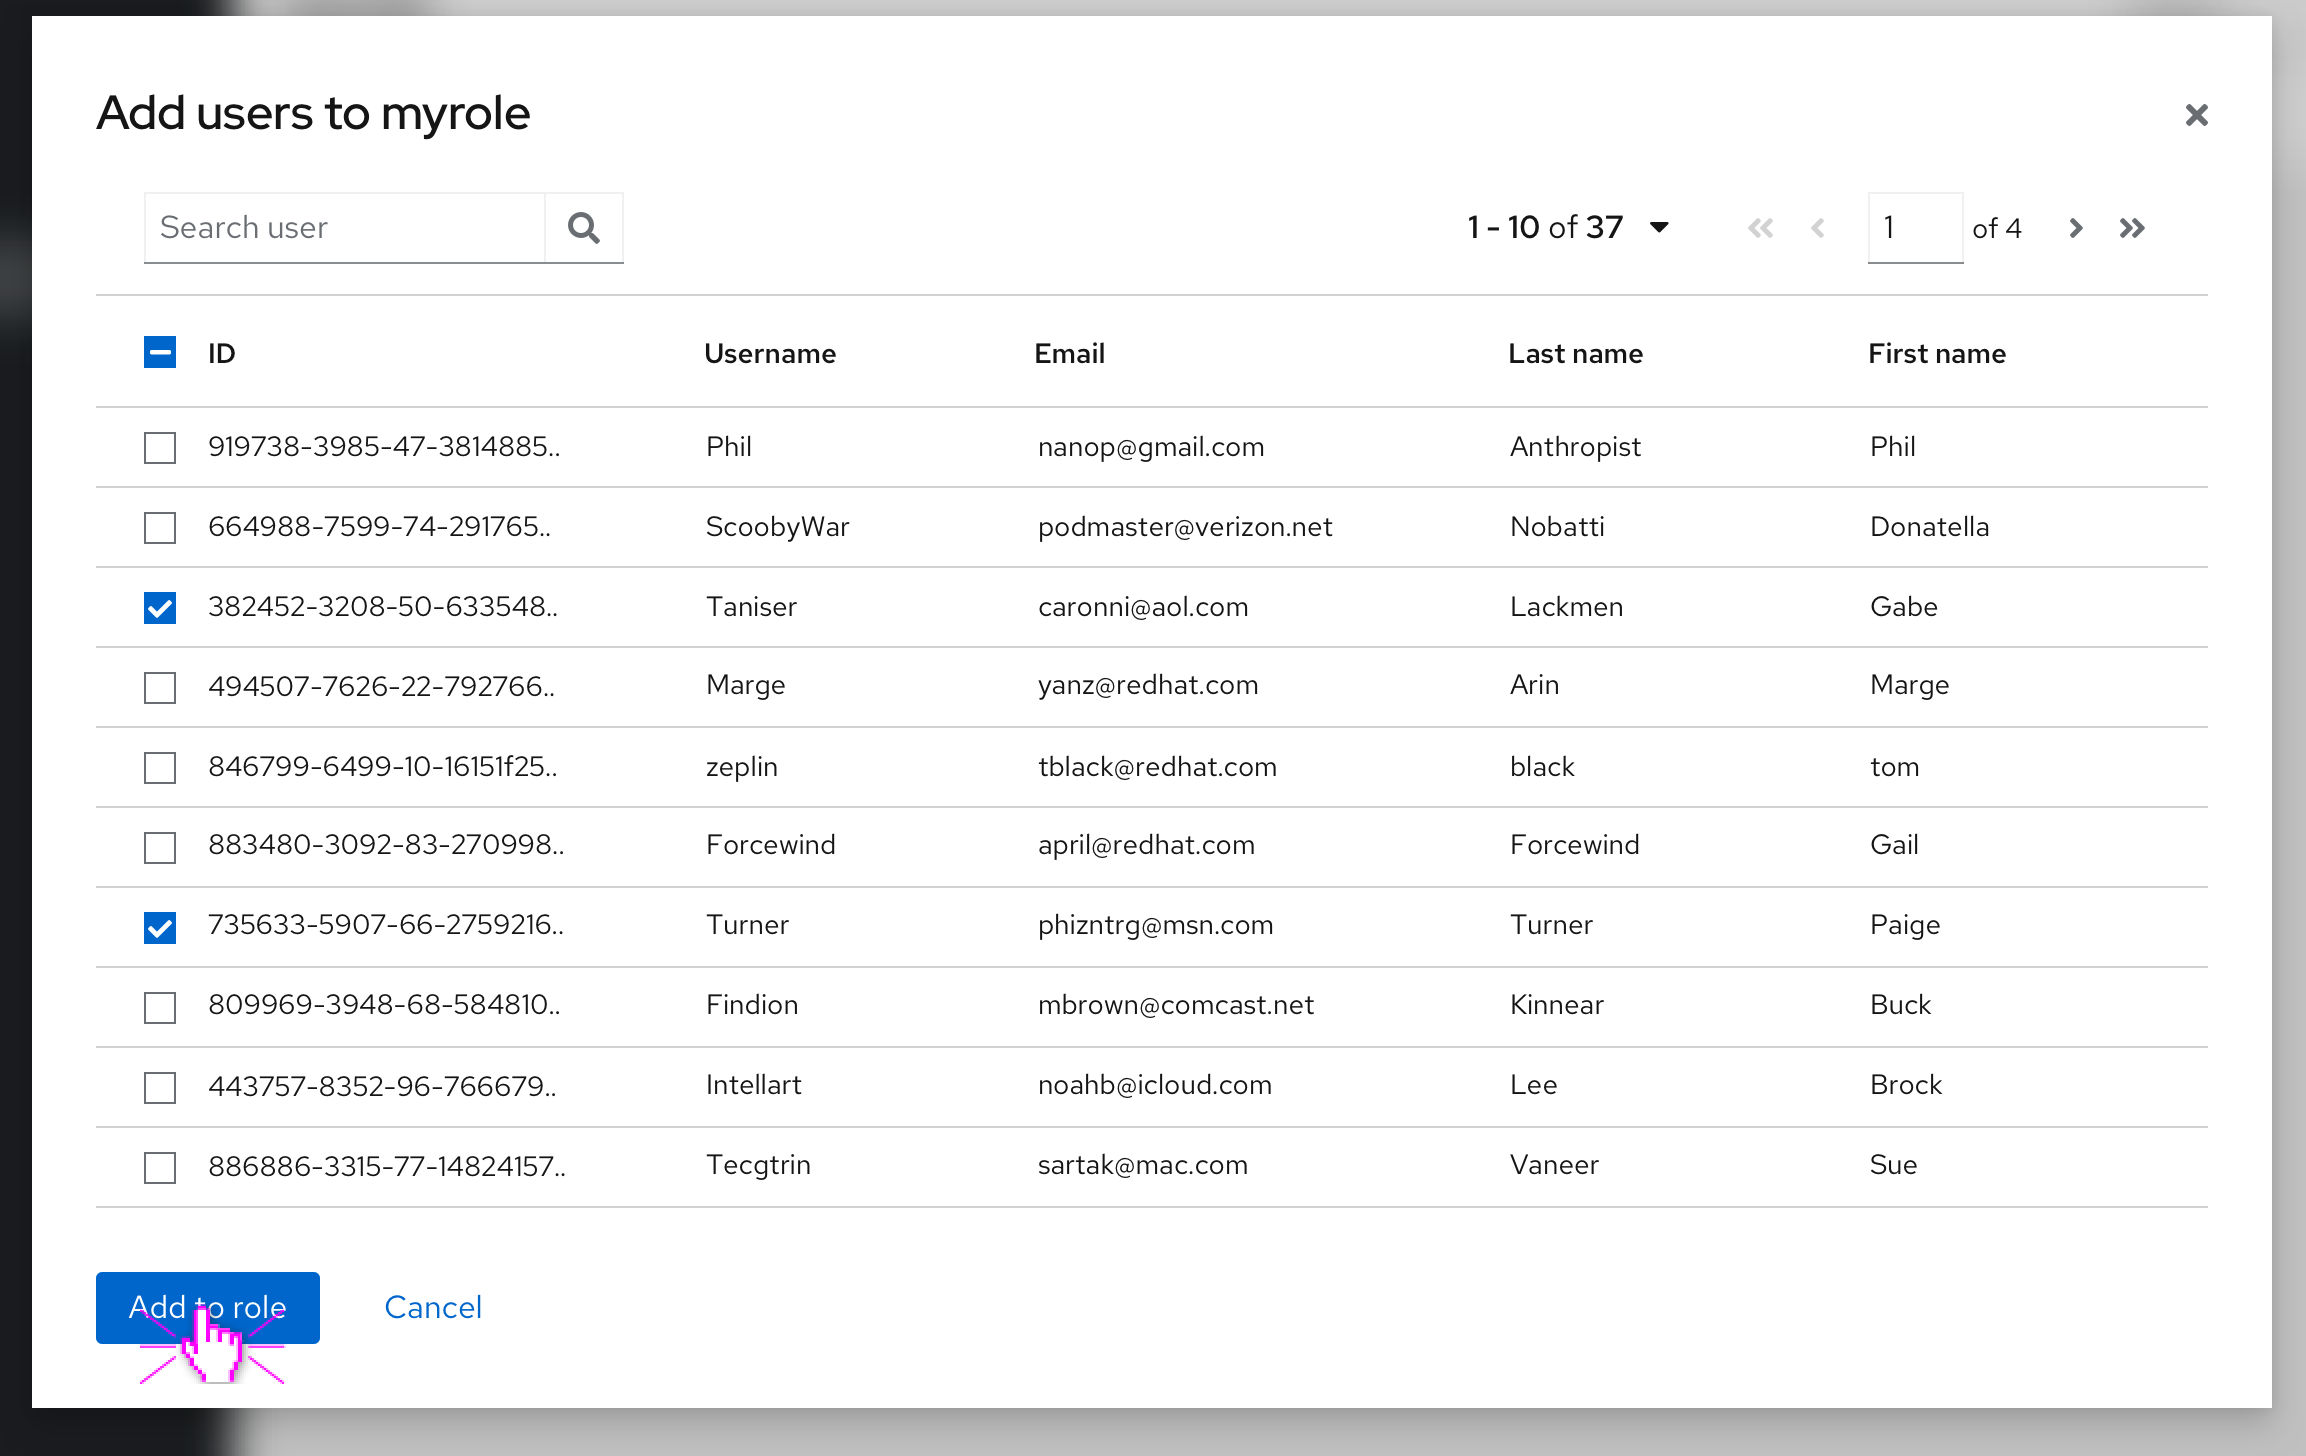 Add users to myrole
Search user
1 - 10 of 37
1 of 4
ID Username Email Last name First name
919738-3985-47-3814885.. Phil nanop@gmail.com Anthropist Phil
664988-7599-74-291765.. ScoobyWar podmaster@verizon.net Nobatti Donatella
382452-3208-50-633548.. Taniser caronni@aol.com Lackmen Gabe
494507-7626-22-792766.. Marge yanz@redhat.com Arin Marge
846799-6499-10-16151f25.. zeplin tblack@redhat.com black tom
883480-3092-83-270998.. Forcewind april@redhat.com Forcewind Gail
735633-5907-66-2759216.. Turner phizntrg@msn.com Turner Paige
809969-3948-68-584810.. Findion mbrown@comcast.net Kinnear Buck
443757-8352-96-766679.. Intellart noahb@icloud.com Lee Brock
886886-3315-77-14824157.. Tecgtrin sartak@mac.com Vaneer Sue
Add to role
Cancel